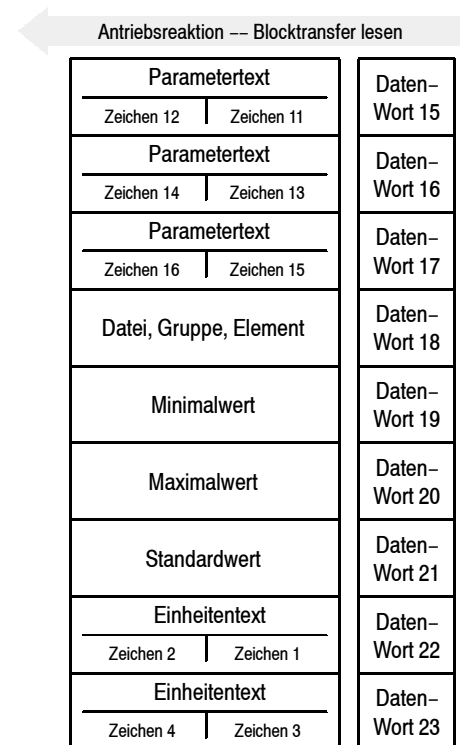 Antriebsreaktion –– Blocktransfer lesen
Parametertext
Zeichen 12 Zeichen 11
Daten–
Wort 15
Parametertext
Zeichen 14 Zeichen 13
Daten–
Wort 16
Parametertext
Zeichen 16 Zeichen 15
Daten–
Wort 17
Datei, Gruppe, Element
Daten–
Wort 18
Minimalwert
Daten–
Wort 19
Maximalwert
Daten–
Wort 20
Standardwert
Daten–
Wort 21
Einheitentext
Zeichen 2 Zeichen 1
Daten–
Wort 22
Einheitentext
Zeichen 4 Zeichen 3
Daten–
Wort 23